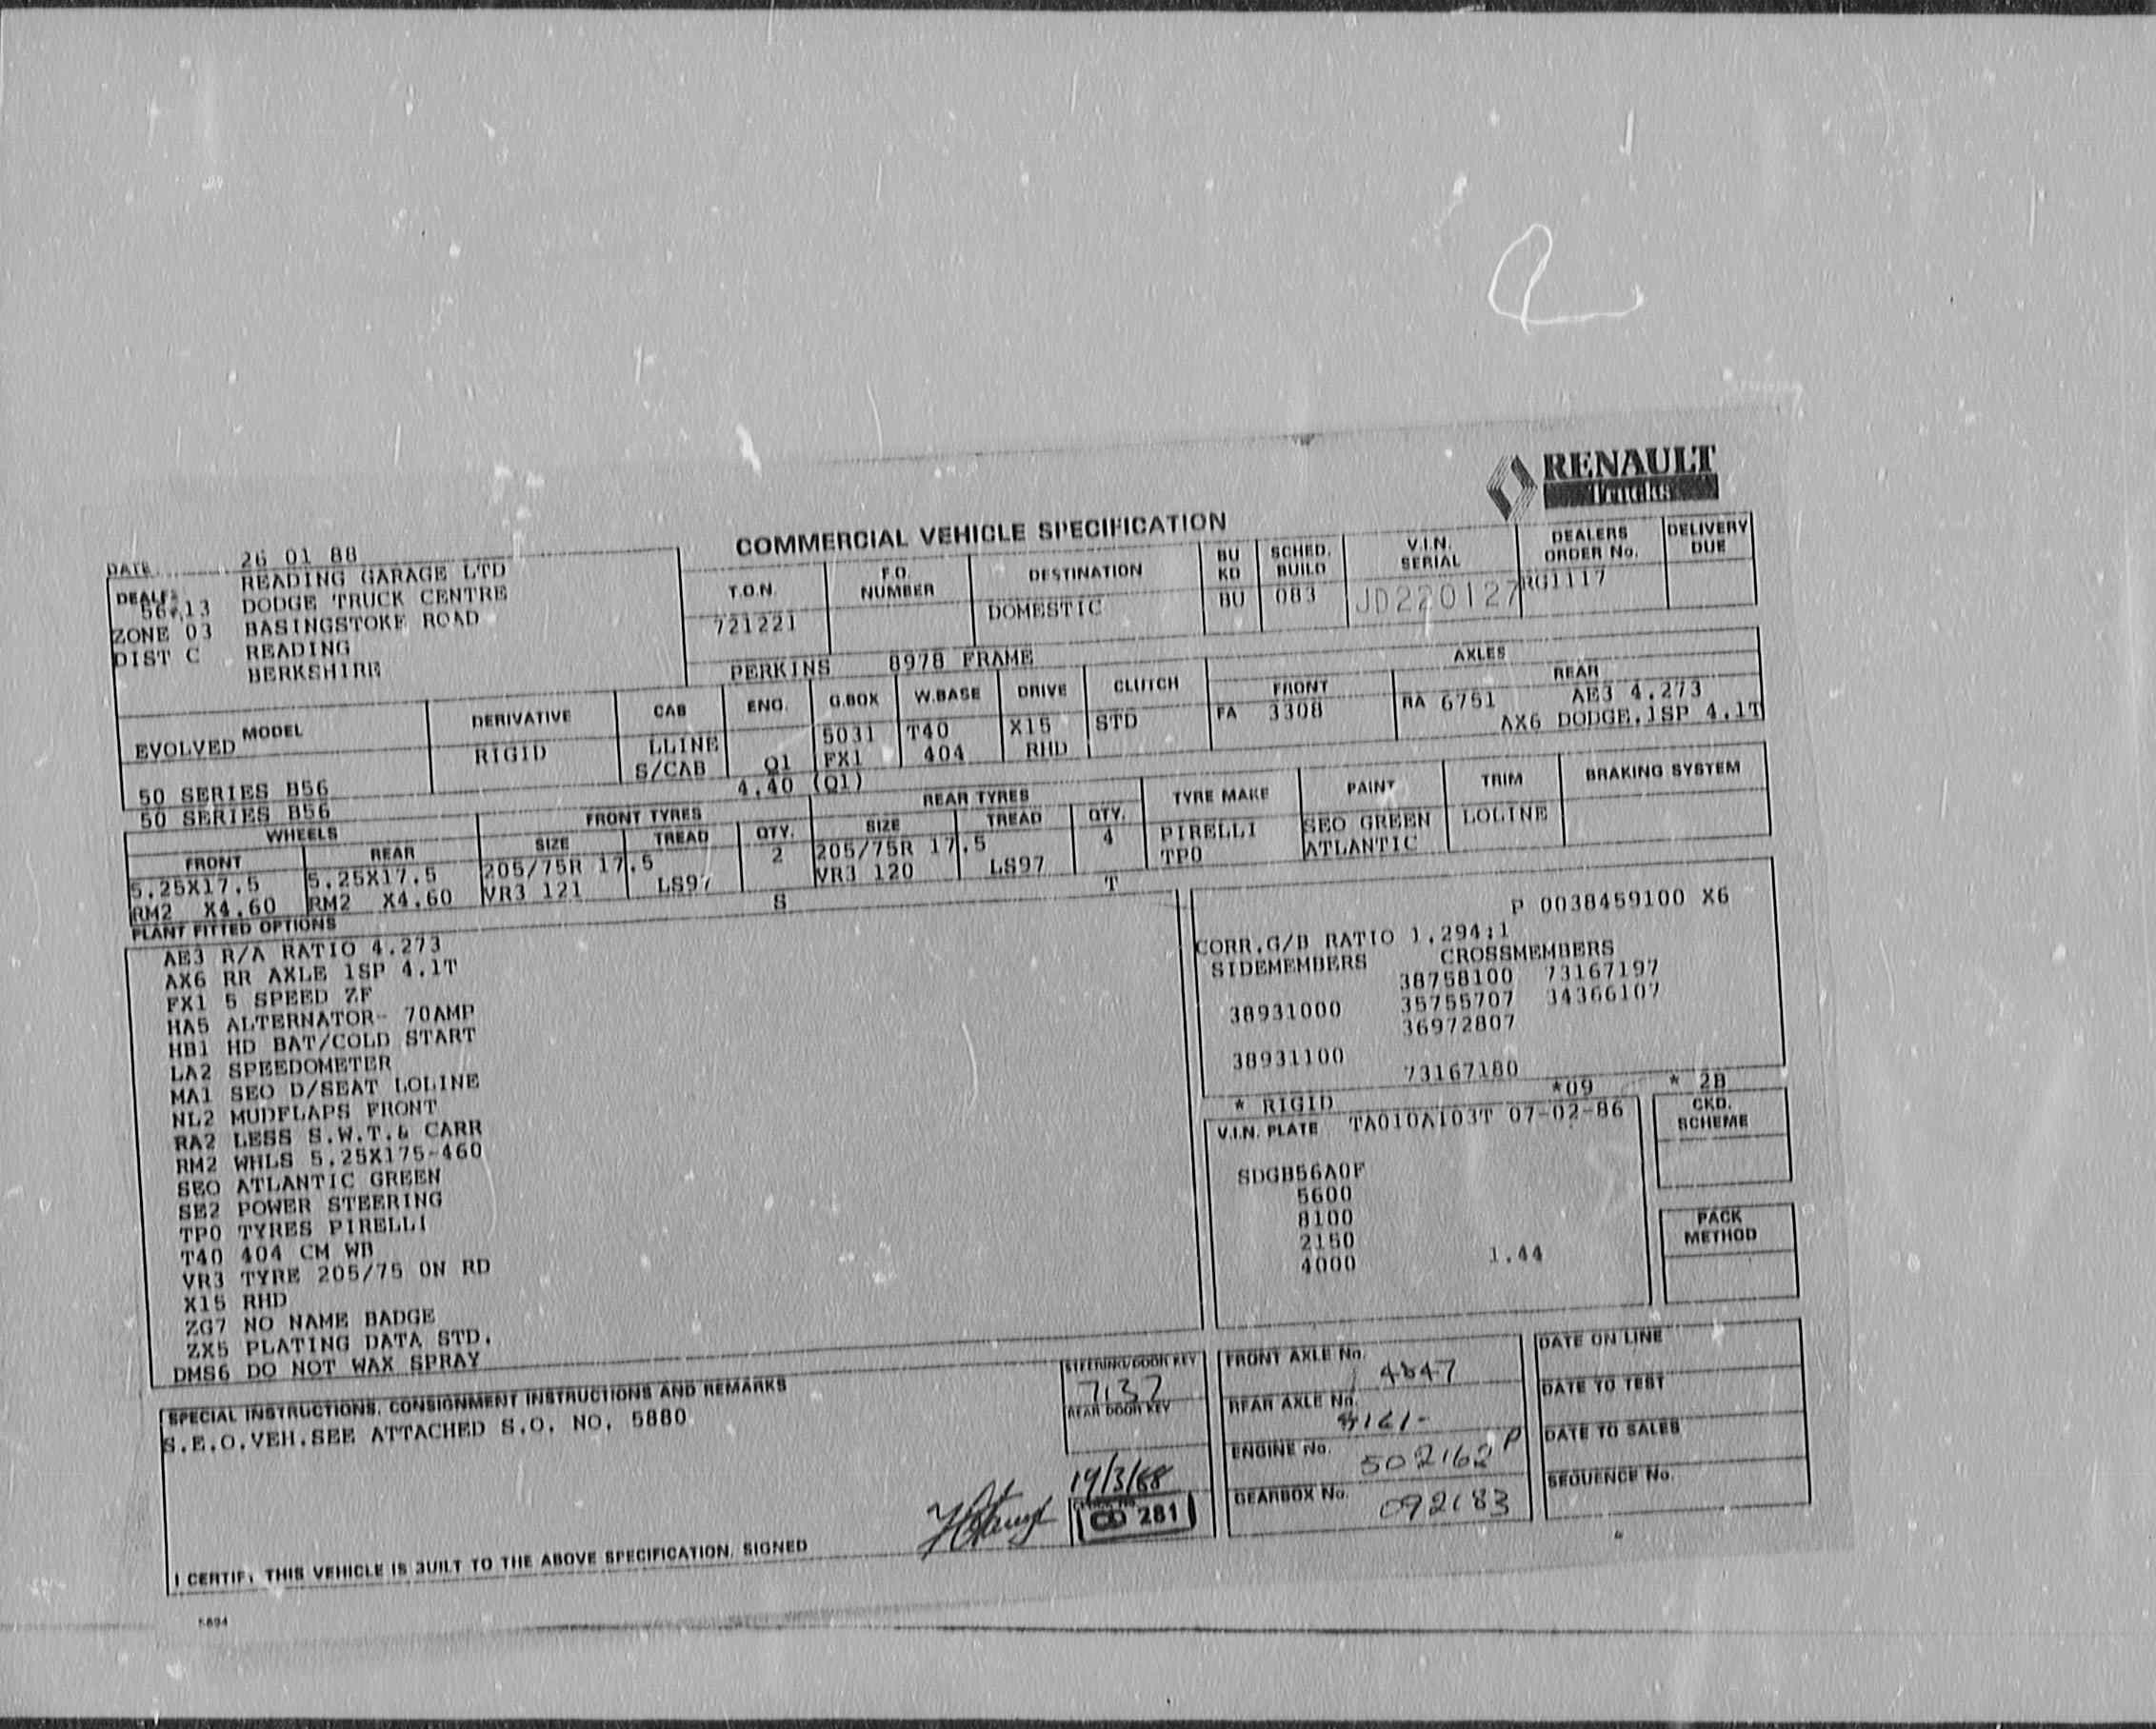 RENAULT
Trucks
COMMERCIAL VEHICLE SPECIFICATION
DATE 26 01 88
READING GARAGE LTD
DODGE TRUCK CENTRE
ZONE 03 BASINGSTOKE ROAD
DIST C READING
BERKSHIRE
T.O.N. F.O. NUMBER DESTINATION BU KD SCHED. BUILD V.I.N. SERIAL DEALERS ORDER No. DELIVERY DUE
721221 DOMESTIC BU 083 JD220127 RG1117
PERKINS 8978 FRAME
AXLES
MODEL DERIVATIVE CAB ENG. G.BOX W.BASE DRIVE CLUTCH FRONT REAR
EVOLVED RIGID LLINE 5031 T40 X15 STD FA 3308 RA 6751 AE3 4.273
S/CAB Q1 FX1 404 RHD AX6 DODGE.1SP 4.1T
50 SERIES B56 4.40 (Q1)
50 SERIES B56
WHEELS FRONT TYRES REAR TYRES TYRE MAKE PAINT TRIM BRAKING SYSTEM
FRONT REAR SIZE TREAD QTY. SIZE TREAD QTY.
5.25X17.5 5.25X17.5 205/75R 17.5 2 205/75R 17.5 4 PIRELLI SEO GREEN LOLINE
RM2 X4.60 RM2 X4.60 VR3 121 LS97 VR3 120 LS97 TP0 ATLANTIC
S T
PLANT FITTED OPTIONS
AE3 R/A RATIO 4.273
AX6 RR AXLE 1SP 4.1T
FX1 5 SPEED ZF
HA5 ALTERNATOR- 70AMP
HB1 HD BAT/COLD START
LA2 SPEEDOMETER
MA1 SEO D/SEAT LOLINE
NL2 MUDFLAPS FRONT
RA2 LESS S.W.T.& CARR
RM2 WHLS 5.25X175-460
SEO ATLANTIC GREEN
SE2 POWER STEERING
TP0 TYRES PIRELLI
T40 404 CM WB
VR3 TYRE 205/75 ON RD
X15 RHD
ZG7 NO NAME BADGE
ZX5 PLATING DATA STD.
DMS6 DO NOT WAX SPRAY
P 0038459100 X6
CORR.G/B RATIO 1.294:1
SIDEMEMBERS CROSSMEMBERS
38758100 73167197
38931000 35755707 34366107
36972807
38931100
73167180
* RIGID *09 * 2B
V.I.N. PLATE TA010A103T 07-02-86
SDGB56A0F
5600
8100
2150
4000 1.44
CKD. SCHEME
PACK METHOD
SPECIAL INSTRUCTIONS, CONSIGNMENT INSTRUCTIONS AND REMARKS
S.E.O.VEH.SEE ATTACHED S.O. NO. 5880
STEERING/DOOR KEY
7137
REAR DOOR KEY
19/3/88
281
FRONT AXLE No. 4847
REAR AXLE No.
ENGINE No. 502162 P
GEARBOX No. 092183
DATE ON LINE
DATE TO TEST
DATE TO SALES
SEQUENCE No.
I CERTIFY THIS VEHICLE IS BUILT TO THE ABOVE SPECIFICATION. SIGNED